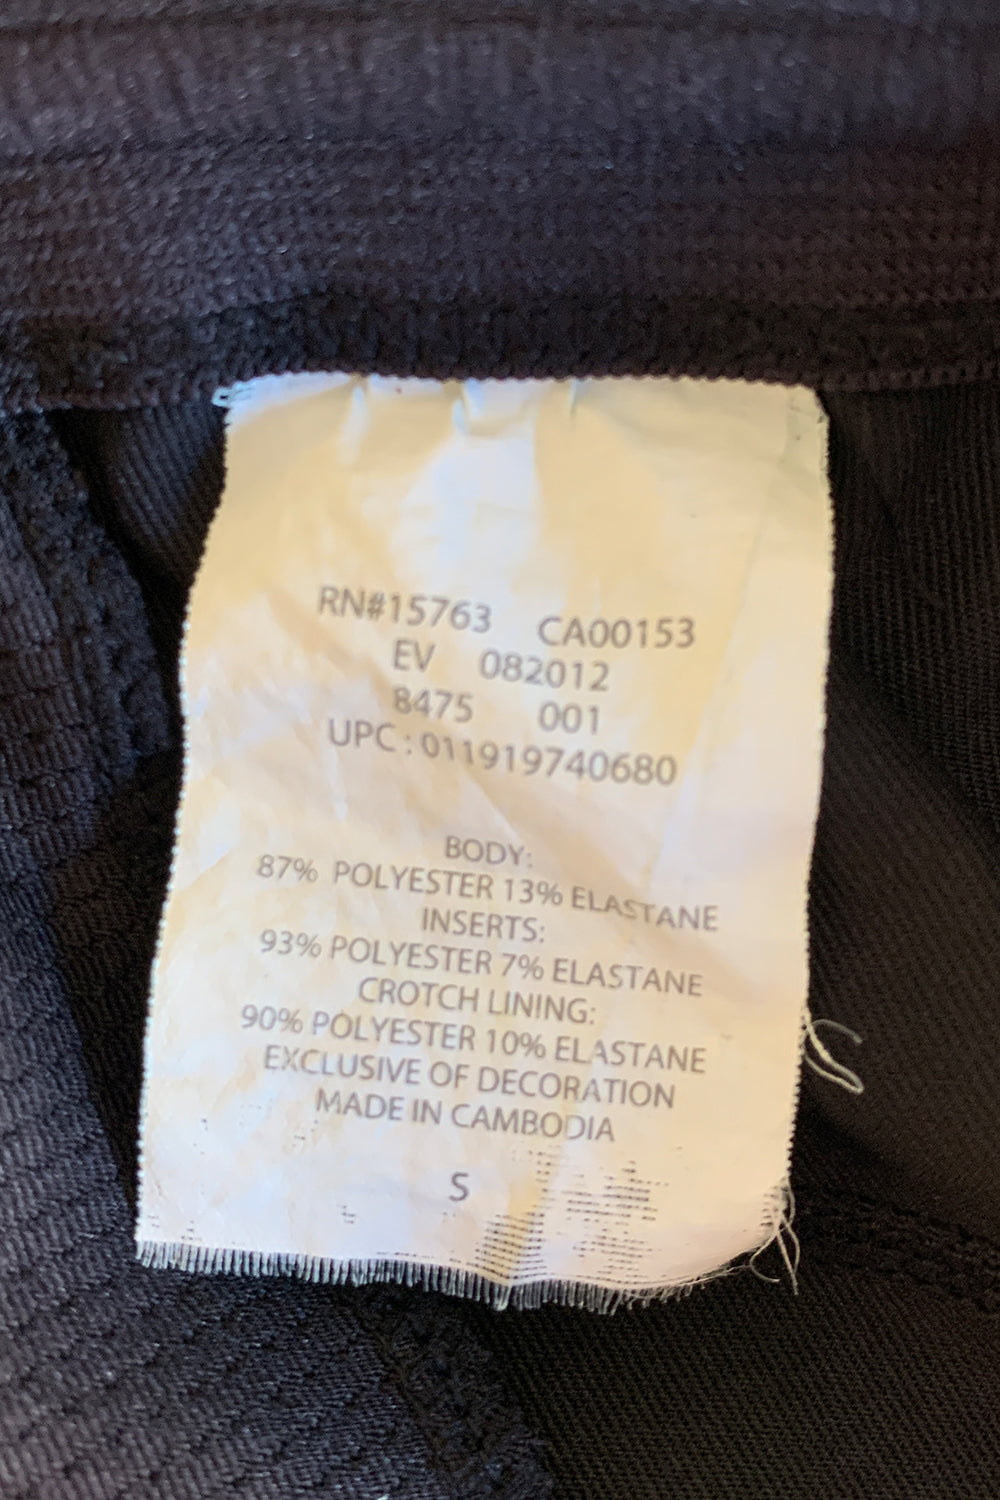 RN#15763 CA00153
EV 082012
8475 001
UPC : 011919740680
BODY:
87% POLYESTER 13% ELASTANE
INSERTS:
93% POLYESTER 7% ELASTANE
CROTCH LINING:
90% POLYESTER 10% ELASTANE
EXCLUSIVE OF DECORATION
MADE IN CAMBODIA
S